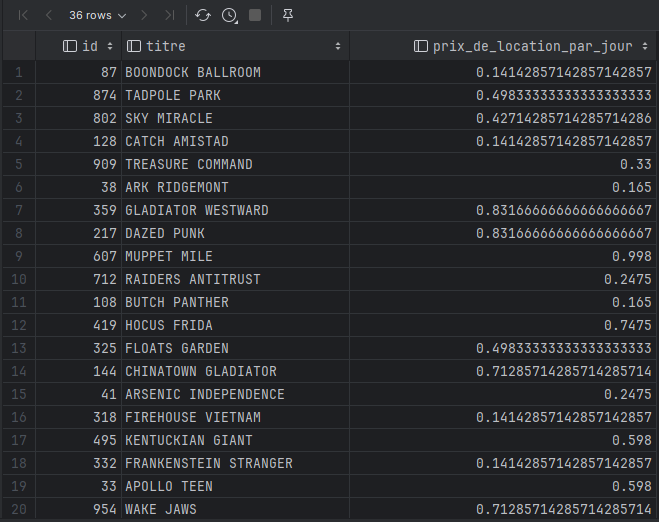 36 rows
id titre prix_de_location_par_jour
1 87 BOONDOCK BALLROOM 0.14142857142857142857
2 874 TADPOLE PARK 0.49833333333333333333
3 802 SKY MIRACLE 0.42714285714285714286
4 128 CATCH AMISTAD 0.14142857142857142857
5 909 TREASURE COMMAND 0.33
6 38 ARK RIDGEMONT 0.165
7 359 GLADIATOR WESTWARD 0.83166666666666666667
8 217 DAZED PUNK 0.83166666666666666667
9 607 MUPPET MILE 0.998
10 712 RAIDERS ANTITRUST 0.2475
11 108 BUTCH PANTHER 0.165
12 419 HOCUS FRIDA 0.7475
13 325 FLOATS GARDEN 0.49833333333333333333
14 144 CHINATOWN GLADIATOR 0.71285714285714285714
15 41 ARSENIC INDEPENDENCE 0.2475
16 318 FIREHOUSE VIETNAM 0.14142857142857142857
17 495 KENTUCKIAN GIANT 0.598
18 332 FRANKENSTEIN STRANGER 0.14142857142857142857
19 33 APOLLO TEEN 0.598
20 954 WAKE JAWS 0.71285714285714285714